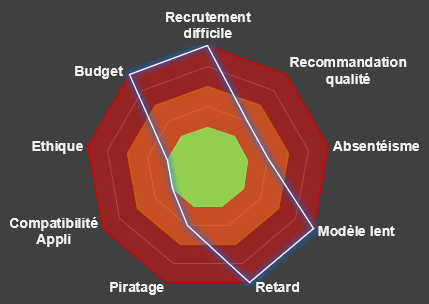 Recrutement
difficile
Recommandation
qualité
Budget
Ethique
Absentéisme
Compatibilité
Appli
Modèle lent
Piratage
Retard